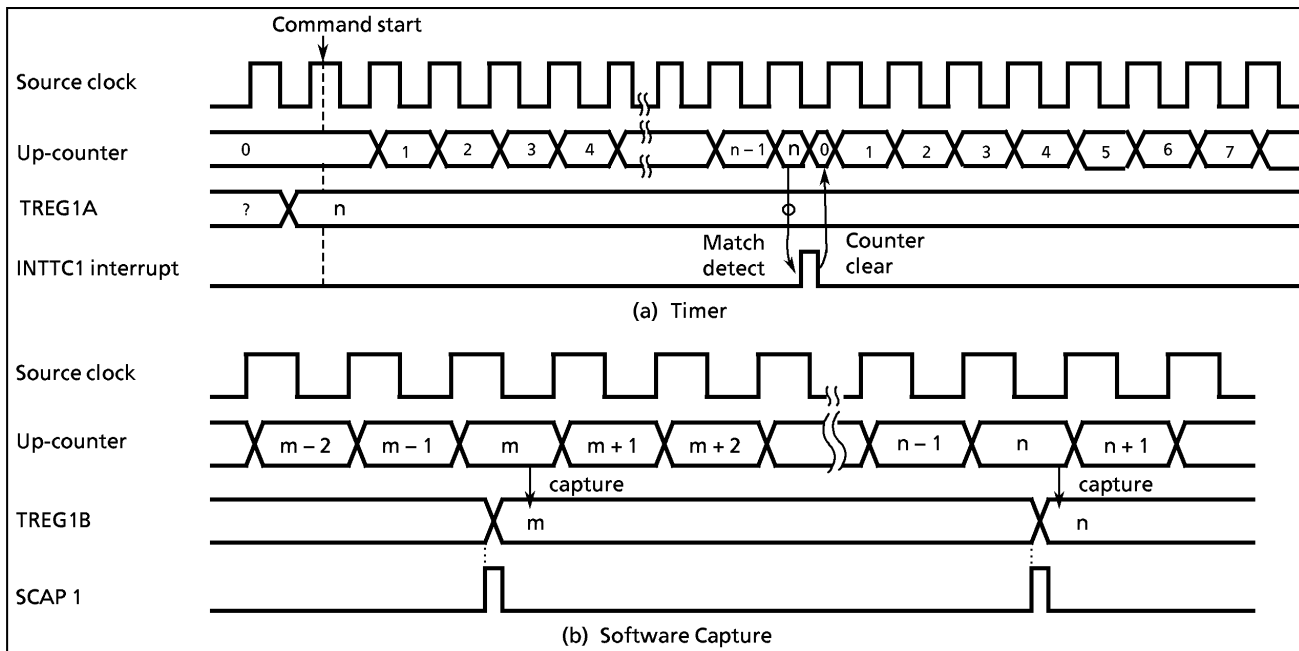 Command start
Source clock
Up-counter
0 1 2 3 4 n – 1 n 0 1 2 3 4 5 6 7
TREG1A
? n
Match detect
Counter clear
INTTC1 interrupt
(a) Timer
Source clock
Up-counter
m – 2 m – 1 m m + 1 m + 2 n – 1 n n + 1
capture capture
TREG1B
m n
SCAP 1
(b) Software Capture